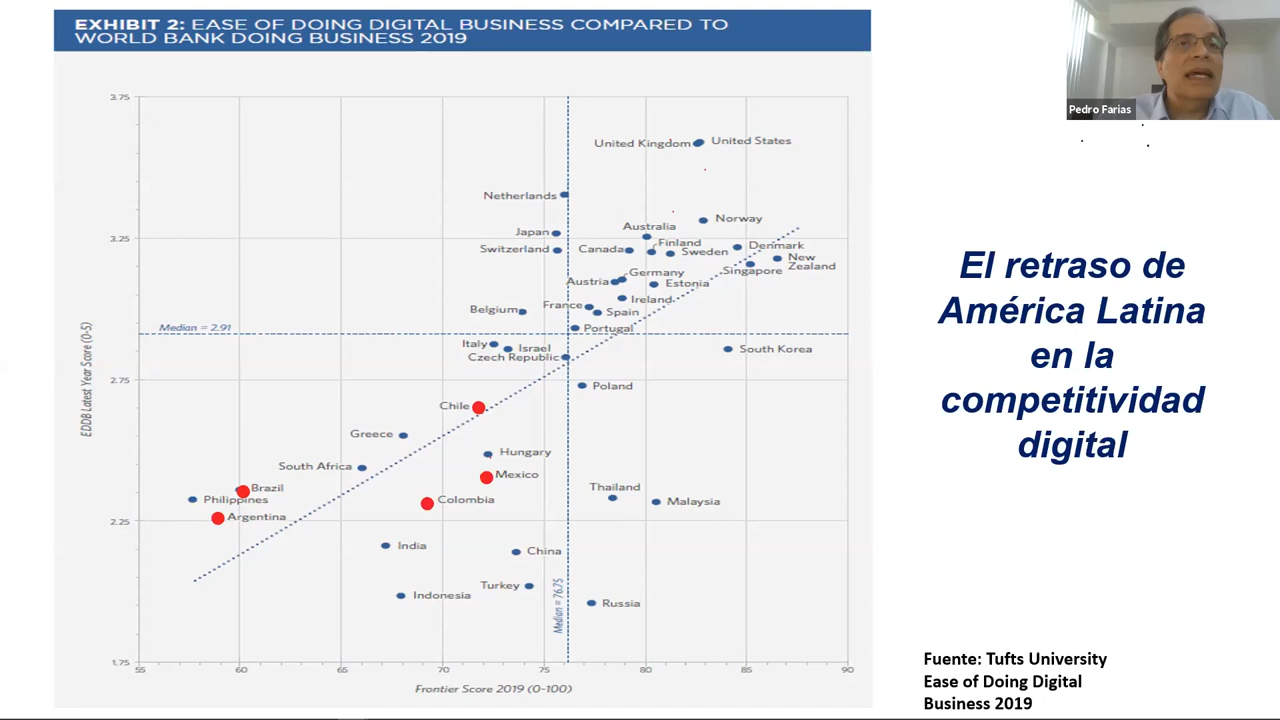 EXHIBIT 2: EASE OF DOING DIGITAL BUSINESS COMPARED TO
WORLD BANK DOING BUSINESS 2019
Pedro Farias
3.75
United Kingdom
United States
Netherlands
Norway
Australia
Japan
3.25
Finland
Denmark
Switzerland
Canada
Sweden
New
Zealand
Germany
Singapore
Austria
Estonia
Ireland
France
Belgium
Spain
Median = 2.91
Portugal
Italy
Israel
South Korea
Czech Republic
2.75
Poland
Chile
Greece
Hungary
South Africa
Mexico
Brazil
Thailand
Philippines
Colombia
Malaysia
Argentina
2.25
India
China
Turkey
Indonesia
Russia
Median = 76.75
1.75
55
60
65
70
75
80
85
90
EDDB Latest Year Score (0-5)
Frontier Score 2019 (0-100)
El retraso de
América Latina
en la
competitividad
digital
Fuente: Tufts University
Ease of Doing Digital
Business 2019